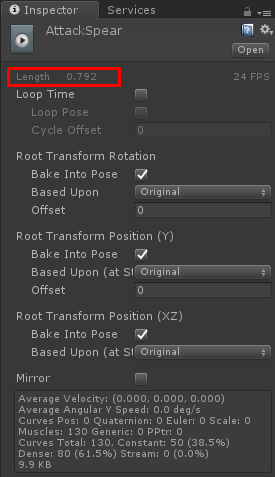 Inspector Services
AttackSpear
Open
Length 0.792 24 FPS
Loop Time
Loop Pose
Cycle Offset 0
Root Transform Rotation
Bake Into Pose
Based Upon Original
Offset 0
Root Transform Position (Y)
Bake Into Pose
Based Upon (at St Original
Offset 0
Root Transform Position (XZ)
Bake Into Pose
Based Upon (at St Original
Mirror
Average Velocity: (0.000, 0.000, 0.000)
Average Angular Y Speed: 0.0 deg/s
Curves Pos: 0 Quaternion: 0 Euler: 0 Scale: 0
Muscles: 130 Generic: 0 PPtr: 0
Curves Total: 130, Constant: 50 (38.5%)
Dense: 80 (61.5%) Stream: 0 (0.0%)
9.9 KB